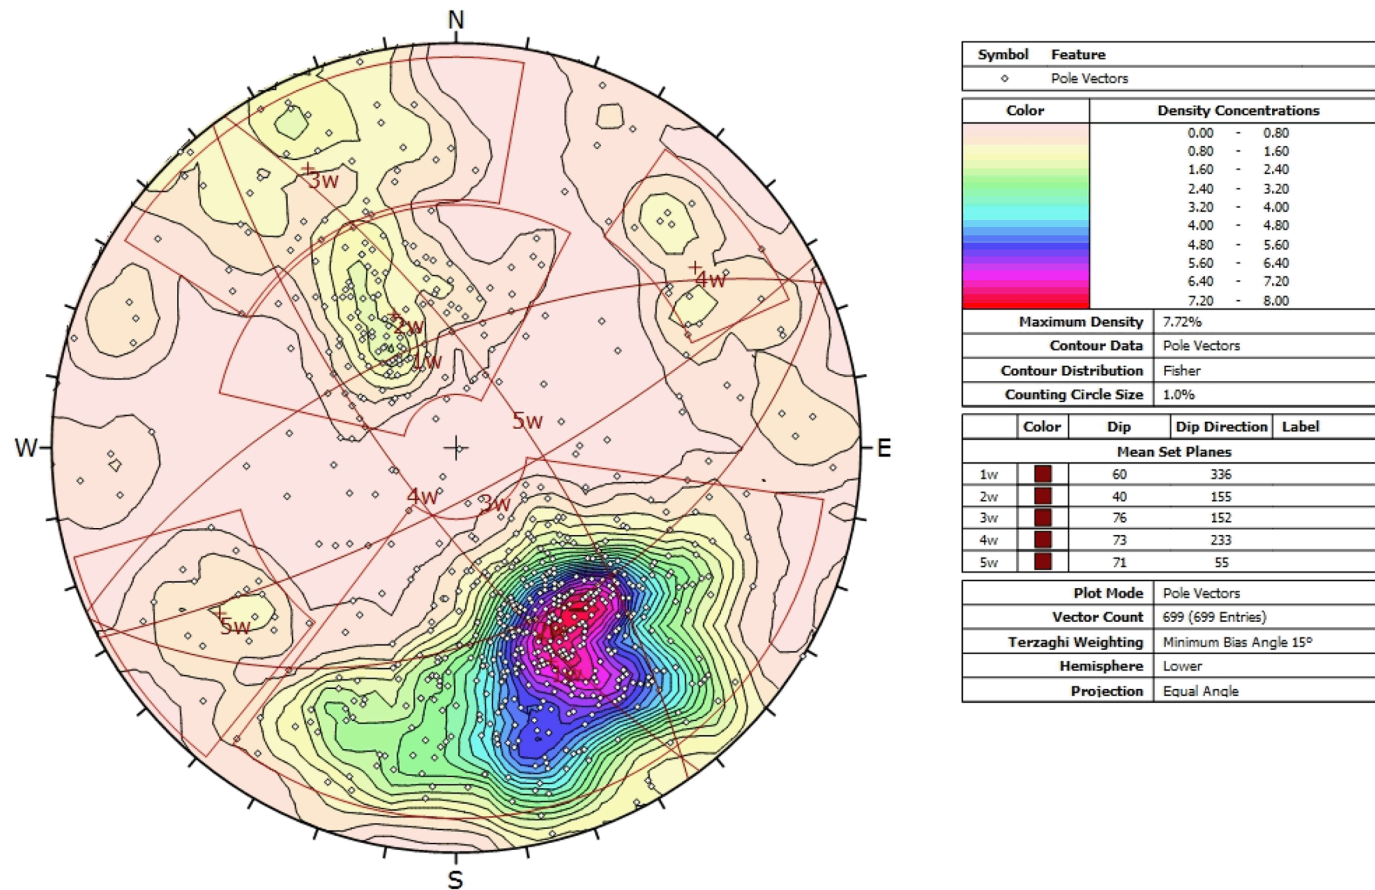 N
W
E
S
3w
4w
2w
1w
5w
4w
3w
5w
Symbol Feature
Pole Vectors
Color Density Concentrations
0.00 - 0.80
0.80 - 1.60
1.60 - 2.40
2.40 - 3.20
3.20 - 4.00
4.00 - 4.80
4.80 - 5.60
5.60 - 6.40
6.40 - 7.20
7.20 - 8.00
Maximum Density 7.72%
Contour Data Pole Vectors
Contour Distribution Fisher
Counting Circle Size 1.0%
Color Dip Dip Direction Label
Mean Set Planes
1w 60 336
2w 40 155
3w 76 152
4w 73 233
5w 71 55
Plot Mode Pole Vectors
Vector Count 699 (699 Entries)
Terzaghi Weighting Minimum Bias Angle 15º
Hemisphere Lower
Projection Equal Angle